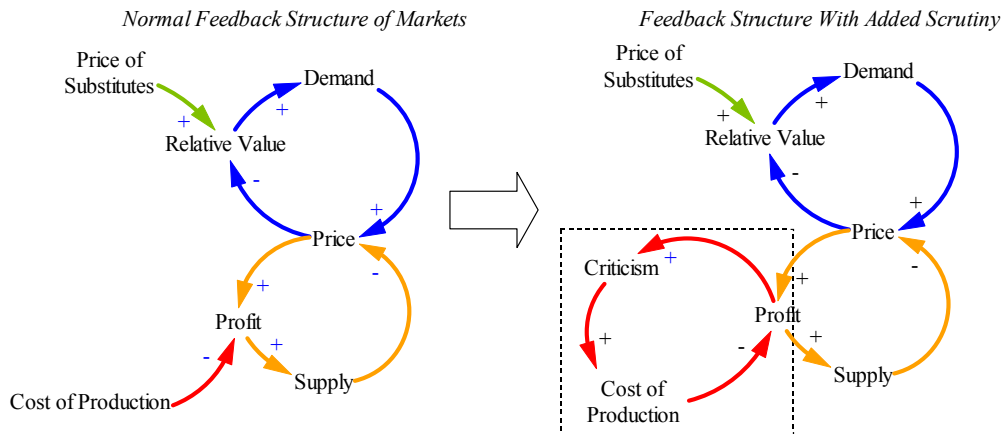 Normal Feedback Structure of Markets
Price of
Substitutes
+
Relative Value
+
Demand
-
+
Price
+
-
Profit
-
+
Supply
Cost of Production
Feedback Structure With Added Scrutiny
Price of
Substitutes
+
Relative Value
+
Demand
-
+
Price
Criticism
+
+
-
Profit
+
-
+
Supply
Cost of
Production